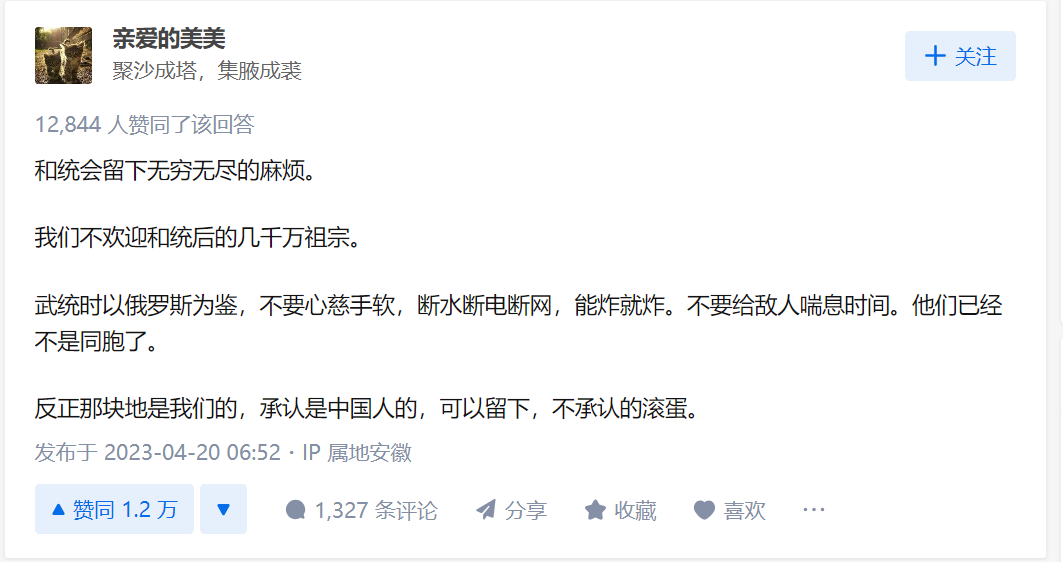 亲爱的美美
聚沙成塔，集腋成裘
关注
12,844 人赞同了该回答
和统会留下无穷无尽的麻烦。
我们不欢迎和统后的几千万祖宗。
武统时以俄罗斯为鉴，不要心慈手软，断水断电断网，能炸就炸。不要给敌人喘息时间。他们已经
不是同胞了。
反正那块地是我们的，承认是中国人的，可以留下，不承认的滚蛋。
发布于 2023-04-20 06:52 · IP 属地安徽
赞同 1.2 万 1,327 条评论 分享 收藏 喜欢 ···